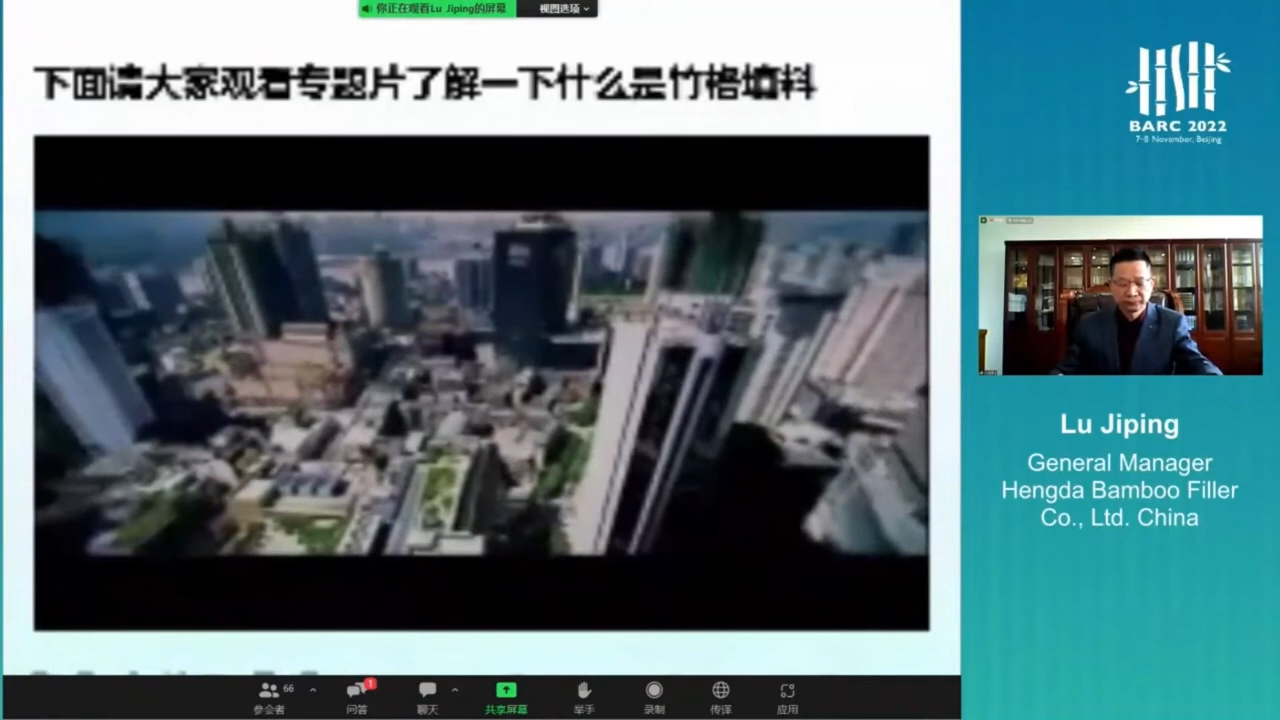 你正在观看Lu Jiping的屏幕
视图选项
下面请大家观看专题片了解一下什么是竹格填料
BARC 2022
7-8 November, Beijing
Lu Jiping
General Manager
Hengda Bamboo Filler
Co., Ltd. China
66
1
参会者
问答
聊天
共享屏幕
举手
录制
传译
应用